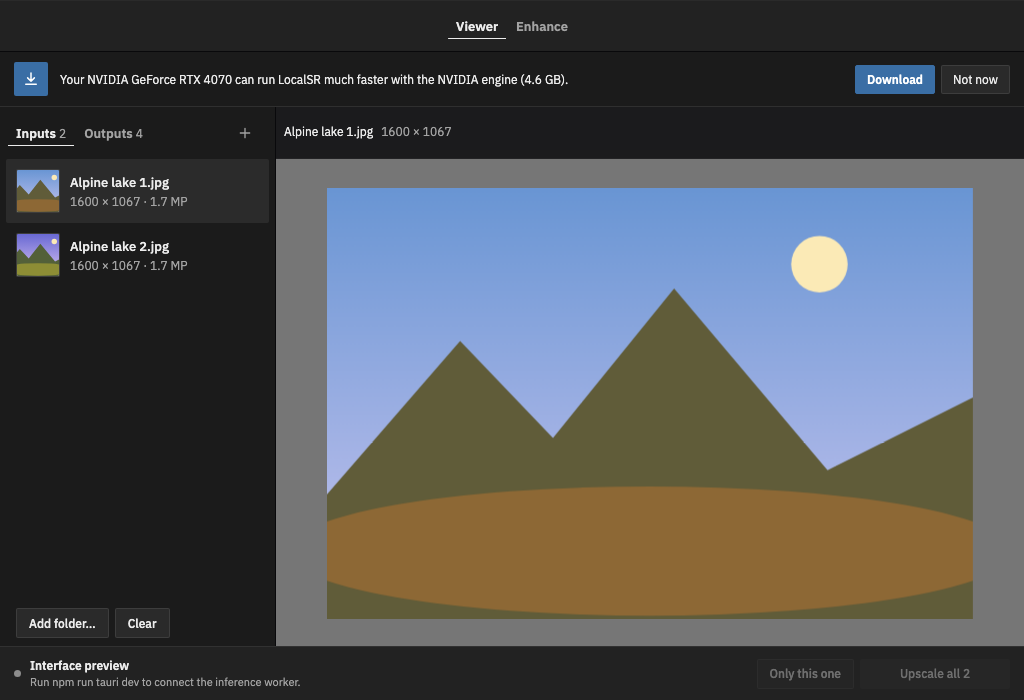 Viewer Enhance
Your NVIDIA GeForce RTX 4070 can run LocalSR much faster with the NVIDIA engine (4.6 GB).
Download
Not now
Inputs 2
Outputs 4
+
Alpine lake 1.jpg 1600 × 1067
Alpine lake 1.jpg
1600 × 1067 · 1.7 MP
Alpine lake 2.jpg
1600 × 1067 · 1.7 MP
Add folder...
Clear
Interface preview
Run npm run tauri dev to connect the inference worker.
Only this one
Upscale all 2